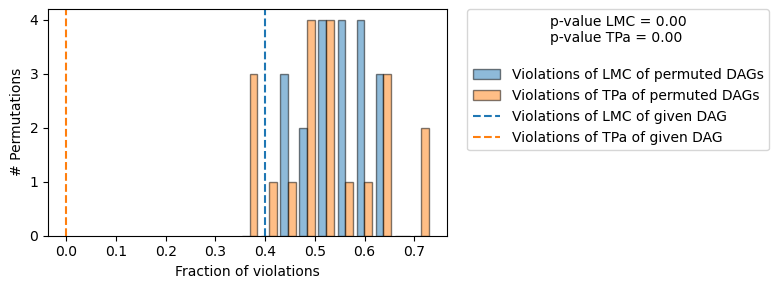 p-value LMC = 0.00
p-value TPa = 0.00
Violations of LMC of permuted DAGs
Violations of TPa of permuted DAGs
Violations of LMC of given DAG
Violations of TPa of given DAG
# Permutations
4
3
2
1
0
0.0 0.1 0.2 0.3 0.4 0.5 0.6 0.7
Fraction of violations